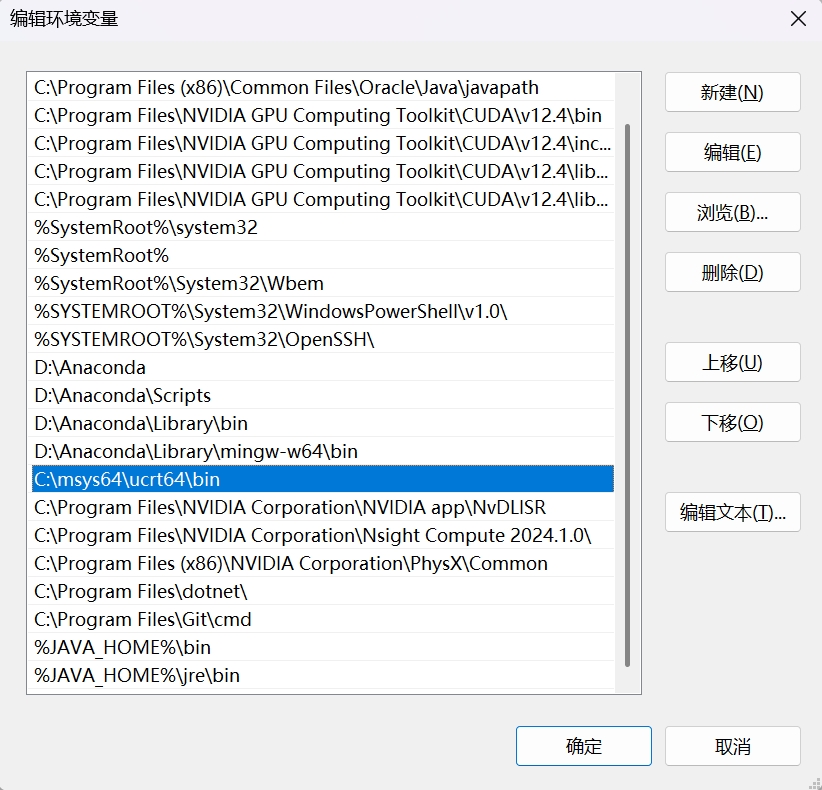 编辑环境变量
C:\Program Files (x86)\Common Files\Oracle\Java\javapath
C:\Program Files\NVIDIA GPU Computing Toolkit\CUDA\v12.4\bin
C:\Program Files\NVIDIA GPU Computing Toolkit\CUDA\v12.4\inc...
C:\Program Files\NVIDIA GPU Computing Toolkit\CUDA\v12.4\lib...
C:\Program Files\NVIDIA GPU Computing Toolkit\CUDA\v12.4\lib...
%SystemRoot%\system32
%SystemRoot%
%SystemRoot%\System32\Wbem
%SYSTEMROOT%\System32\WindowsPowerShell\v1.0\
%SYSTEMROOT%\System32\OpenSSH\
D:\Anaconda
D:\Anaconda\Scripts
D:\Anaconda\Library\bin
D:\Anaconda\Library\mingw-w64\bin
C:\msys64\ucrt64\bin
C:\Program Files\NVIDIA Corporation\NVIDIA app\NvDLISR
C:\Program Files\NVIDIA Corporation\Nsight Compute 2024.1.0\
C:\Program Files (x86)\NVIDIA Corporation\PhysX\Common
C:\Program Files\dotnet\
C:\Program Files\Git\cmd
%JAVA_HOME%\bin
%JAVA_HOME%\jre\bin
新建(N)
编辑(E)
浏览(B)...
删除(D)
上移(U)
下移(O)
编辑文本(T)...
确定
取消